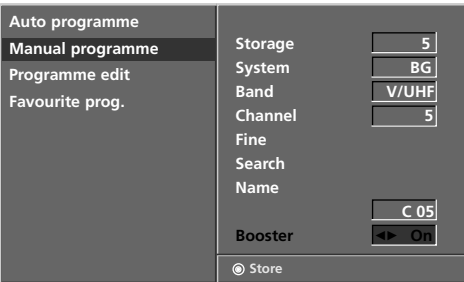 Auto programme
Manual programme
Programme edit
Favourite prog.
Storage 5
System BG
Band V/UHF
Channel 5
Fine
Search
Name
C 05
Booster ◀▶ On
◉ Store